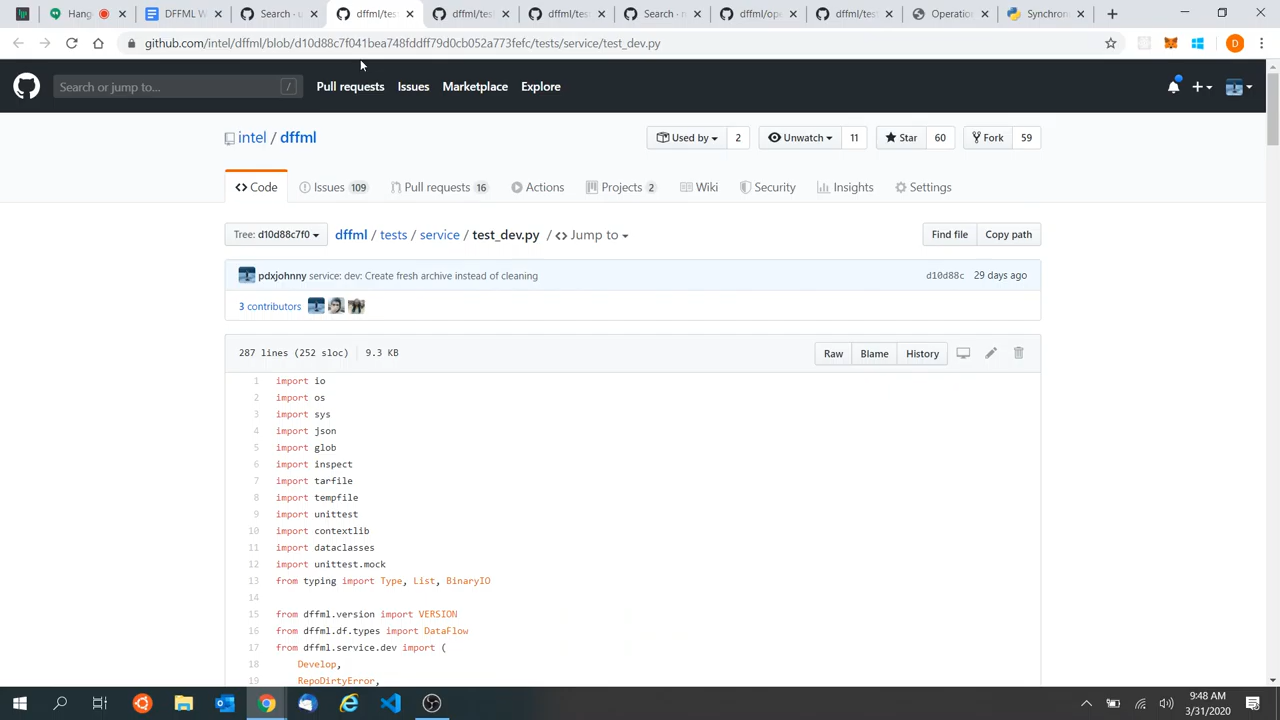 Hang
DFFML W
Search - u
dffml/tes
dffml/tes
dffml/tes
Search - n
dffml/ope
dffml/tes
Operation
Synchron
github.com/intel/dffml/blob/d10d88c7f041bea748fddff79d0cb052a773fefc/tests/service/test_dev.py
D
Search or jump to...
/
Pull requests
Issues
Marketplace
Explore
intel / dffml
Used by 2
Unwatch 11
Star 60
Fork 59
Code
Issues 109
Pull requests 16
Actions
Projects 2
Wiki
Security
Insights
Settings
Tree: d10d88c7f0
dffml / tests / service / test_dev.py / <> Jump to
Find file
Copy path
pdxjohnny service: dev: Create fresh archive instead of cleaning
d10d88c 29 days ago
3 contributors
287 lines (252 sloc) 9.3 KB
Raw
Blame
History
1 import io
2 import os
3 import sys
4 import json
5 import glob
6 import inspect
7 import tarfile
8 import tempfile
9 import unittest
10 import contextlib
11 import dataclasses
12 import unittest.mock
13 from typing import Type, List, BinaryIO
14
15 from dffml.version import VERSION
16 from dffml.df.types import DataFlow
17 from dffml.service.dev import (
18 Develop,
19 RepoDirtyError,
9:48 AM
3/31/2020